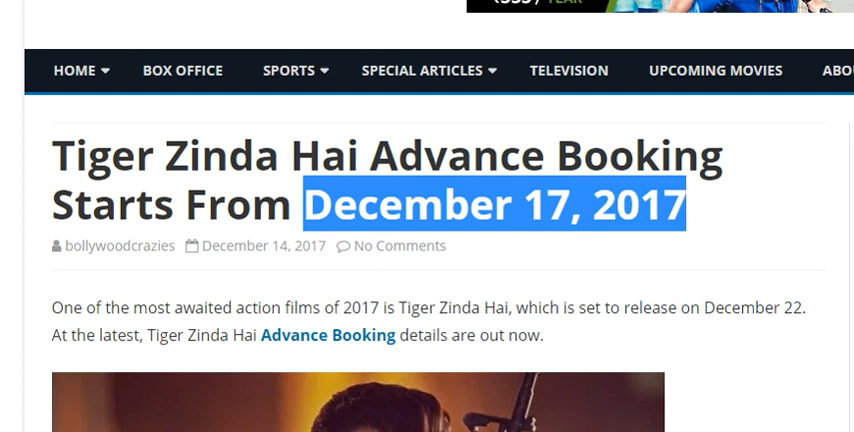 YEAR
HOME BOX OFFICE SPORTS SPECIAL ARTICLES TELEVISION UPCOMING MOVIES
Tiger Zinda Hai Advance Booking
Starts From December 17, 2017
bollywoodcrazies December 14, 2017 No Comments
One of the most awaited action films of 2017 is Tiger Zinda Hai, which is set to release on December 22.
At the latest, Tiger Zinda Hai Advance Booking details are out now.